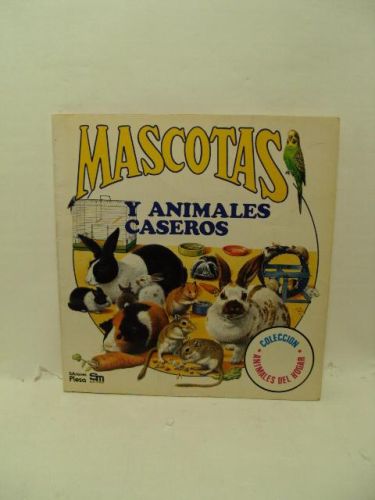 MASCOTAS
Y ANIMALES
CASEROS
COLECCION
ANIMALES DEL HOGAR
Ediciones
Plesa
Sm